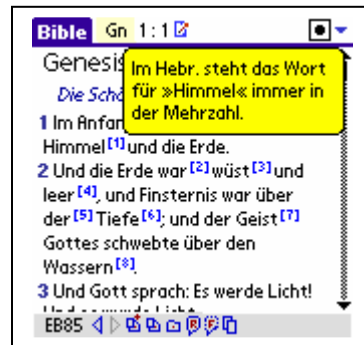 Bible Gn 1:1
Genesis
Im Hebr. steht das Wort
für »Himmel« immer in
der Mehrzahl.
Die Schö
1 Im Anfan
Himmel[1] und die Erde.
2 Und die Erde war [2] wüst [3] und
leer [4], und Finsternis war über
der [5] Tiefe [6]; und der Geist [7]
Gottes schwebte über den
Wassern [8].
3 Und Gott sprach: Es werde Licht!
EB85